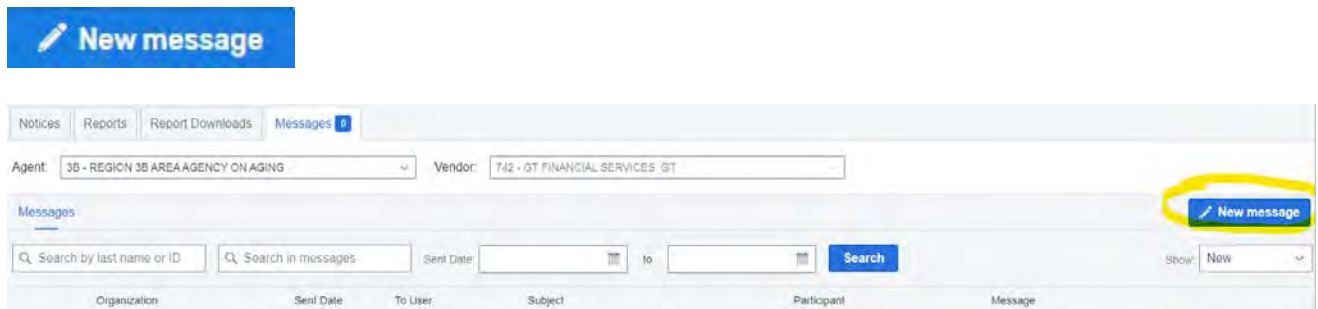 New message
Notices Reports Report Downloads Messages 0
Agent: 3B - REGION 3B AREA AGENCY ON AGING Vendor: 742 - GT FINANCIAL SERVICES GT
Messages New message
Search by last name or ID Search in messages Sent Date: to Search Show: New
Organization Sent Date To User Subject Participant Message